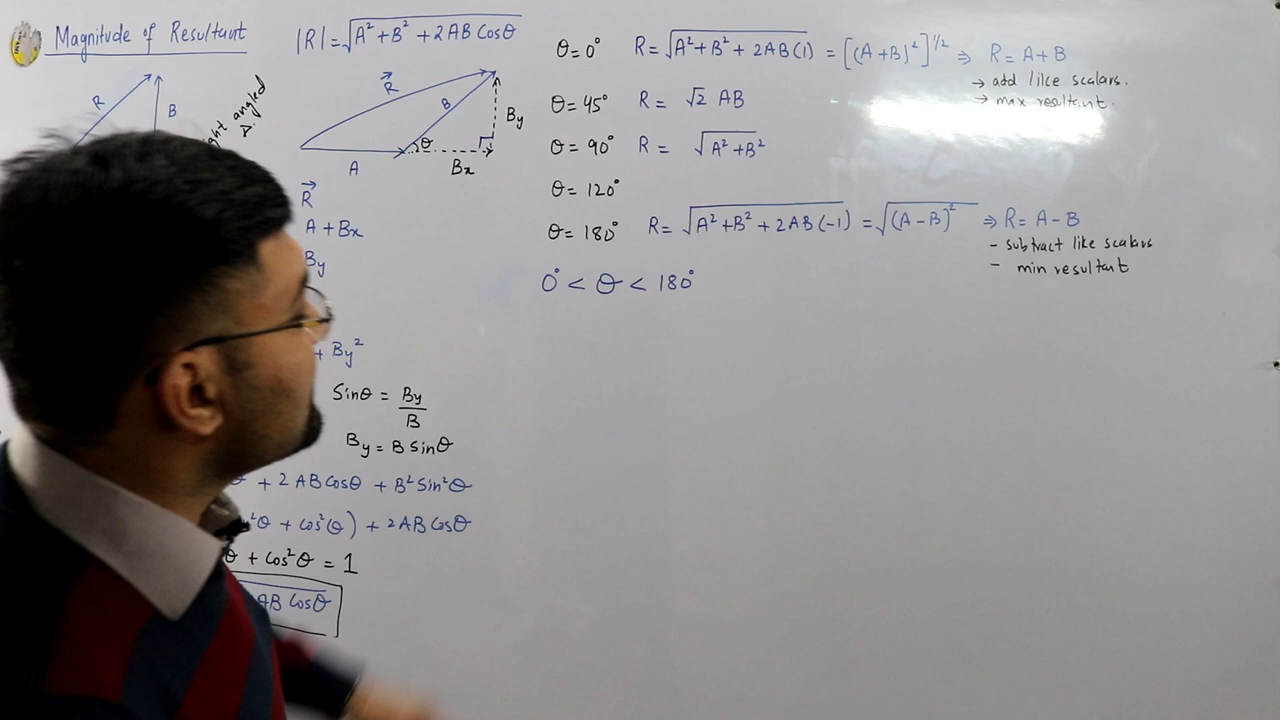 Magnitude of Resultant
|R| = √A² + B² + 2AB Cosθ
R
B
angled
Δ.
R⃗
B
By
θ
A
Bx
R⃗
A + Bx
By
+ By²
Sinθ = By/B
By = B sinθ
+ 2 AB Cosθ + B² Sin²θ
²θ + Cos²(θ) + 2AB Cosθ
θ + Cos²θ = 1
AB Cosθ
θ = 0° R = √A² + B² + 2AB(1) = [(A+B)²]^1/2 ⇒ R = A + B
→ add like scalars.
→ max resultant.
θ = 45° R = √2 AB
θ = 90° R = √A² + B²
θ = 120°
θ = 180° R = √A² + B² + 2AB(-1) = √(A - B)² ⇒ R = A - B
- subtract like scalars
- min resultant
0° < θ < 180°